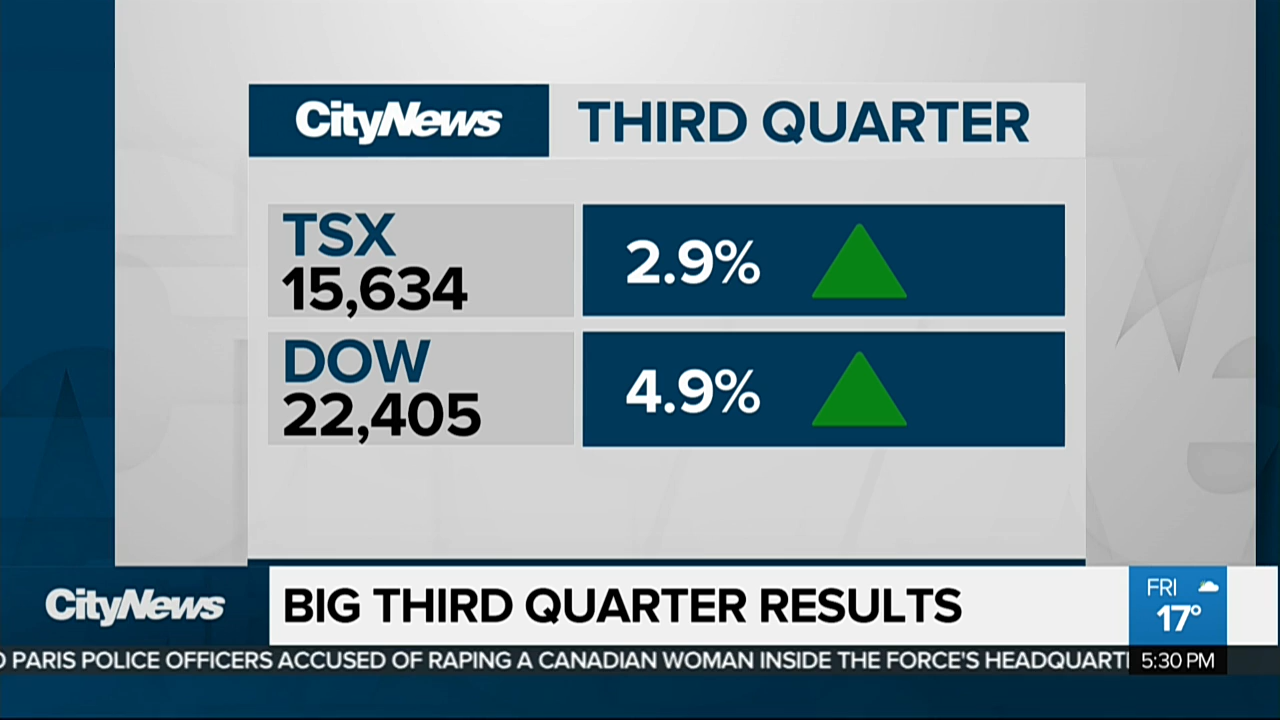 CityNews THIRD QUARTER
TSX
15,634
2.9%
DOW
22,405
4.9%
CityNews
BIG THIRD QUARTER RESULTS
FRI
17°
PARIS POLICE OFFICERS ACCUSED OF RAPING A CANADIAN WOMAN INSIDE THE FORCE'S
5:30 PM